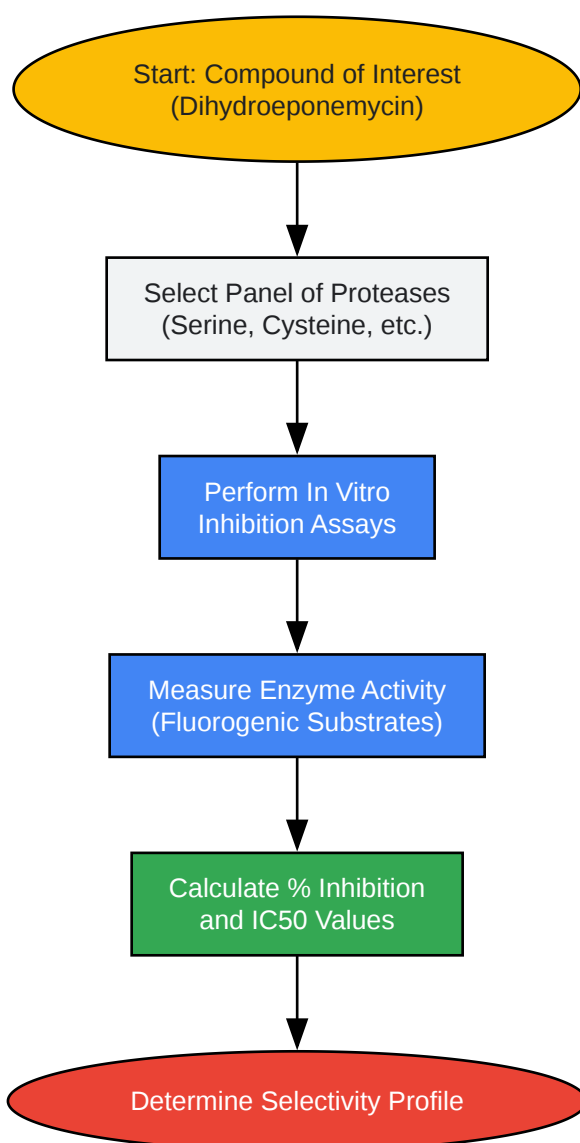 Start: Compound of Interest
(Dihydroeponemycin)
Select Panel of Proteases
(Serine, Cysteine, etc.)
Perform In Vitro
Inhibition Assays
Measure Enzyme Activity
(Fluorogenic Substrates)
Calculate % Inhibition
and IC50 Values
Determine Selectivity Profile